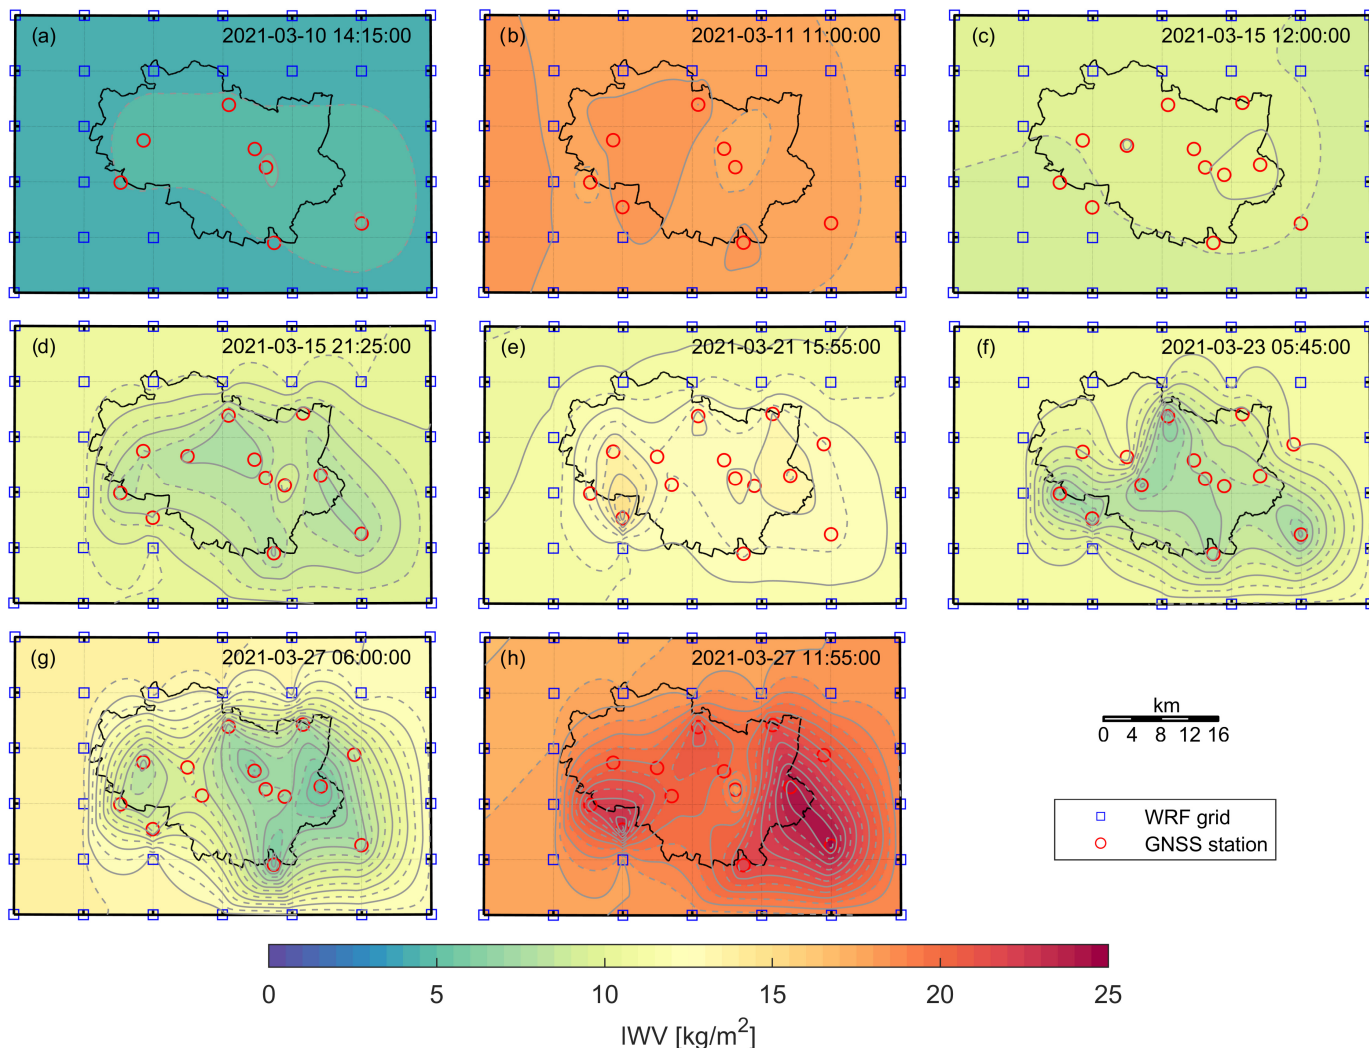 (a) 2021-03-10 14:15:00
(b) 2021-03-11 11:00:00
(c) 2021-03-15 12:00:00
(d) 2021-03-15 21:25:00
(e) 2021-03-21 15:55:00
(f) 2021-03-23 05:45:00
(g) 2021-03-27 06:00:00
(h) 2021-03-27 11:55:00
km
0 4 8 12 16
WRF grid
GNSS station
0 5 10 15 20 25
IWV [kg/m²]